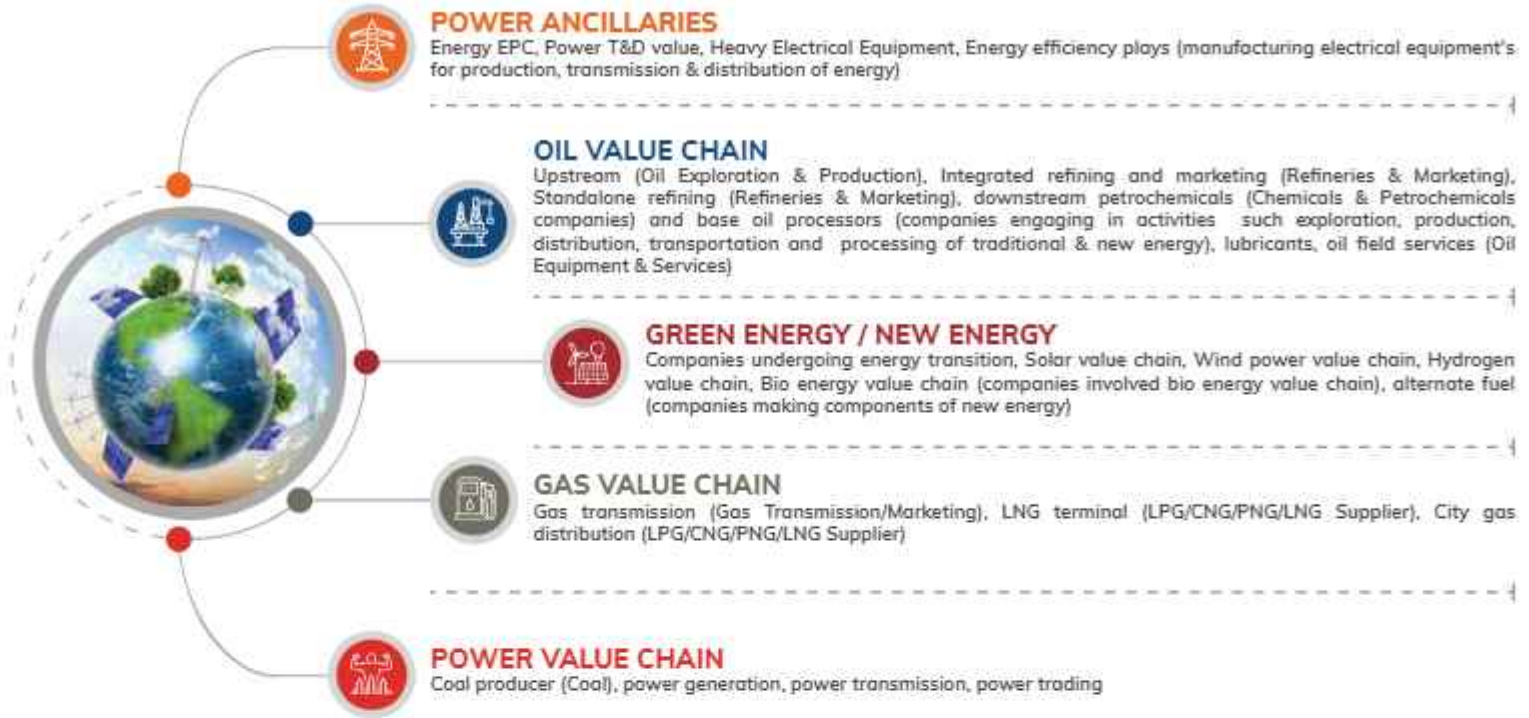 POWER ANCILLARIES
Energy EPC, Power T&D value, Heavy Electrical Equipment, Energy efficiency plays (manufacturing electrical equipment's
for production, transmission & distribution of energy)
OIL VALUE CHAIN
Upstream (Oil Exploration & Production), Integrated refining and marketing (Refineries & Marketing),
Standalone refining (Refineries & Marketing), downstream petrochemicals (Chemicals & Petrochemicals
companies) and base oil processors (companies engaging in activities such exploration, production,
distribution, transportation and processing of traditional & new energy), lubricants, oil field services (Oil
Equipment & Services)
GREEN ENERGY / NEW ENERGY
Companies undergoing energy transition, Solar value chain, Wind power value chain, Hydrogen
value chain, Bio energy value chain (companies involved bio energy value chain), alternate fuel
(companies making components of new energy)
GAS VALUE CHAIN
Gas transmission (Gas Transmission/Marketing), LNG terminal (LPG/CNG/PNG/LNG Supplier), City gas
distribution (LPG/CNG/PNG/LNG Supplier)
POWER VALUE CHAIN
Coal producer (Coal), power generation, power transmission, power trading